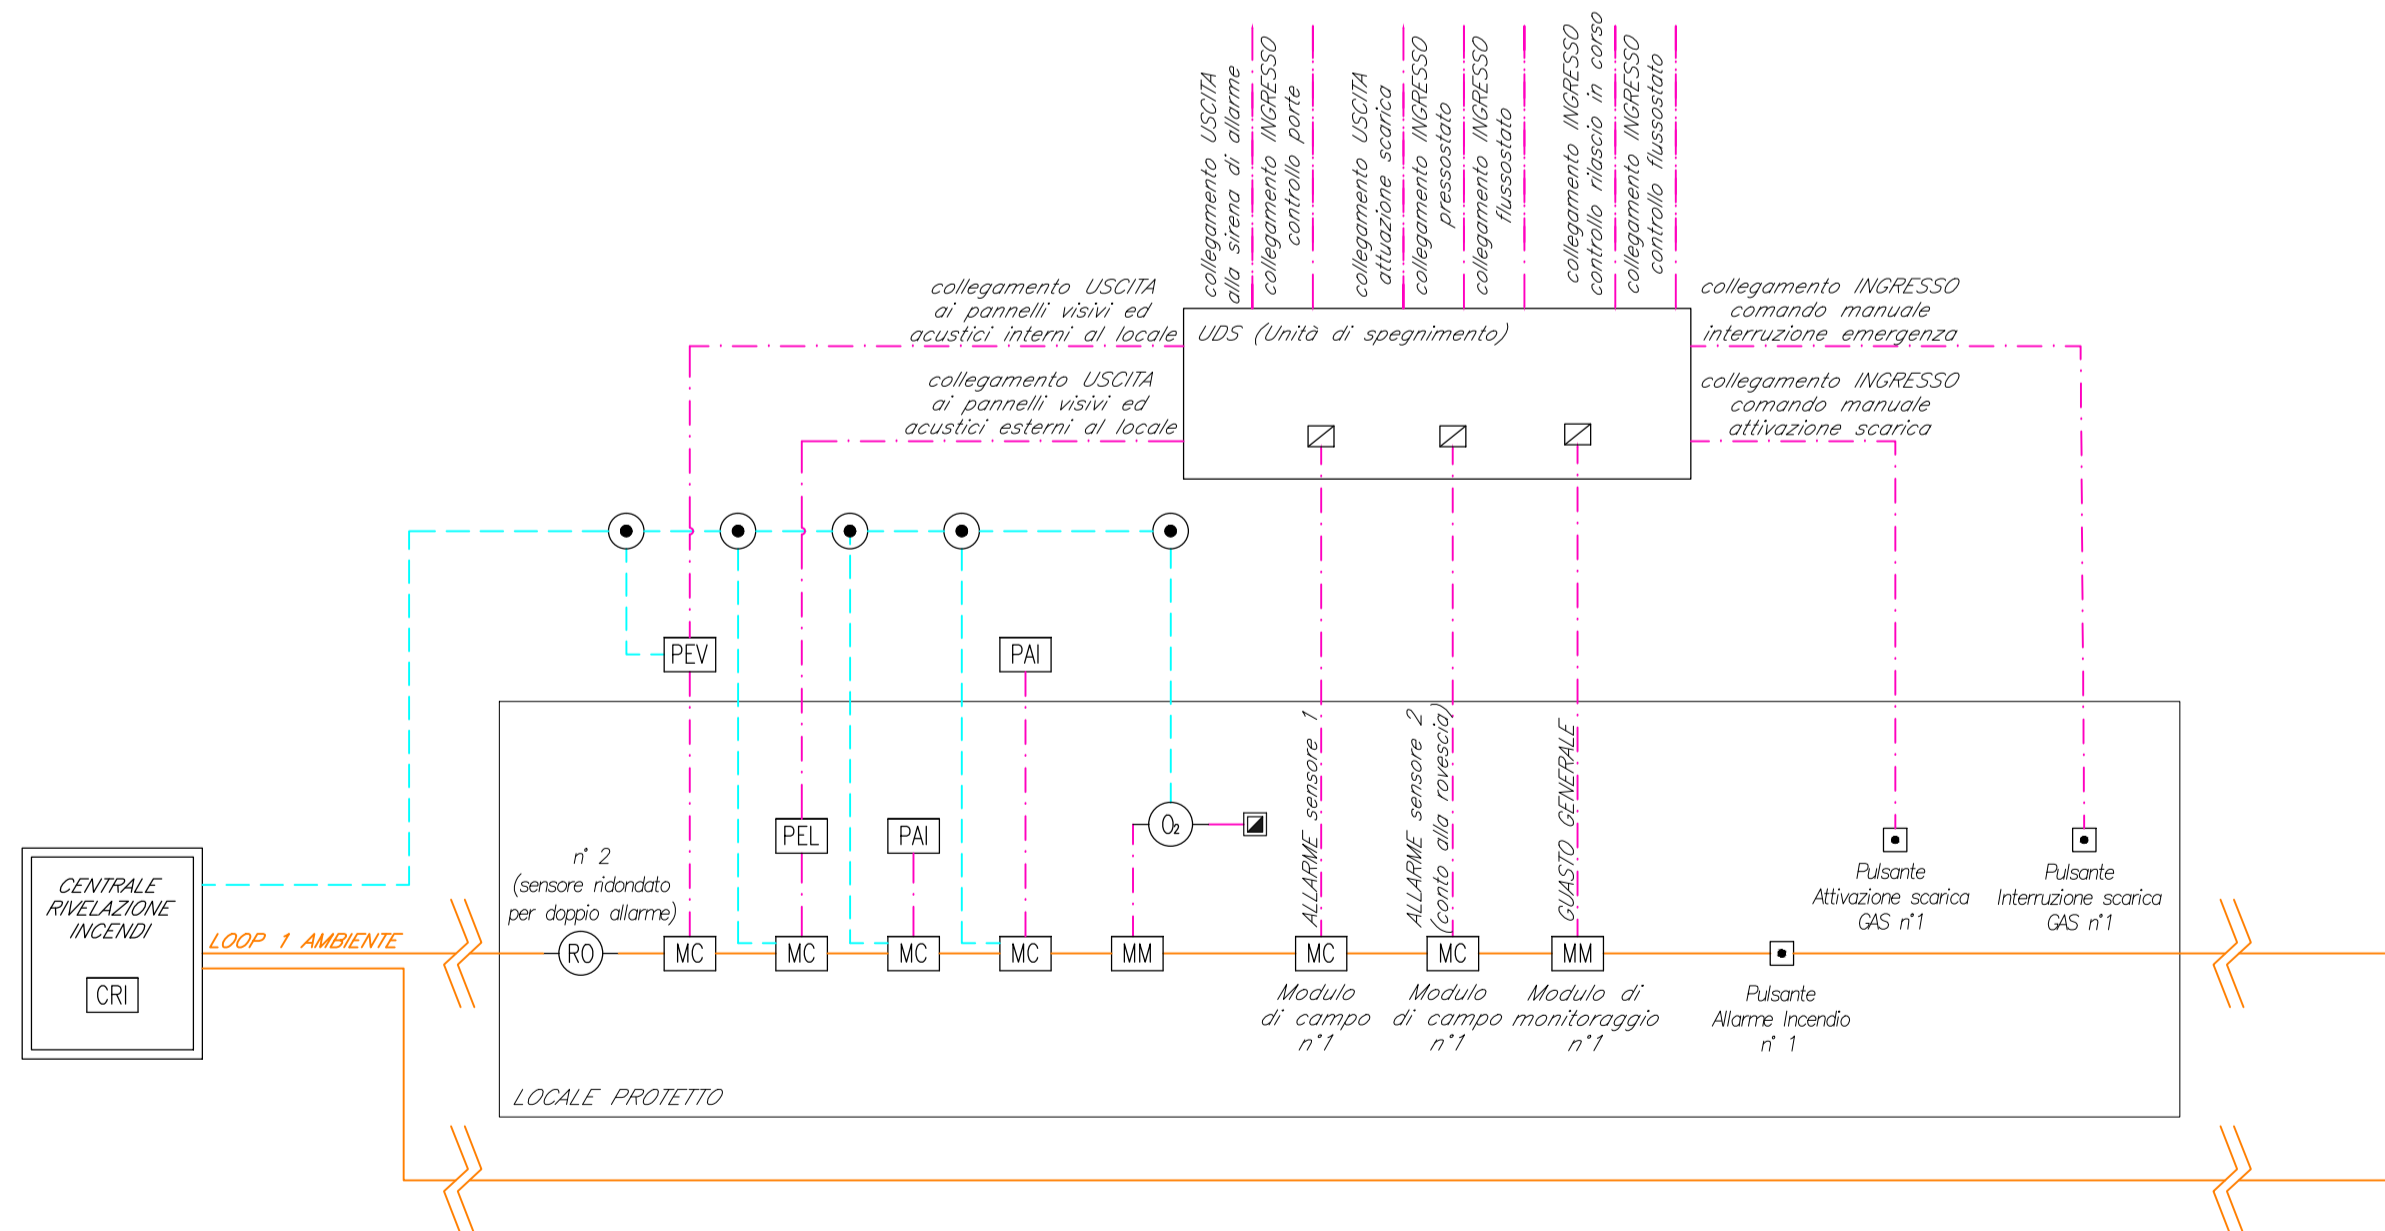 collegamento USCITA
alla sirena di allarme
collegamento INGRESSO
controllo porte
collegamento USCITA
attuazione scarica
collegamento INGRESSO
pressostato
collegamento INGRESSO
flussostato
collegamento INGRESSO
controllo rilascio in corso
collegamento INGRESSO
controllo flussostato
collegamento USCITA
ai pannelli visivi ed
acustici interni al locale
collegamento USCITA
ai pannelli visivi ed
acustici esterni al locale
UDS (Unità di spegnimento)
collegamento INGRESSO
comando manuale
interruzione emergenza
collegamento INGRESSO
comando manuale
attivazione scarica
PEV
PAI
PEL
PAI
O₂
ALLARME sensore 1
ALLARME sensore 2
(conto alla rovescia)
GUASTO GENERALE
CENTRALE
RIVELAZIONE
INCENDI
CRI
LOOP 1 AMBIENTE
n° 2
(sensore ridondato
per doppio allarme)
RO
MC
MC
MC
MC
MM
MC
MC
MM
Modulo
di campo
n°1
Modulo
di campo
n°1
Modulo di
monitoraggio
n°1
Pulsante
Allarme Incendio
n° 1
Pulsante
Attivazione scarica
GAS n°1
Pulsante
Interruzione scarica
GAS n°1
LOCALE PROTETTO